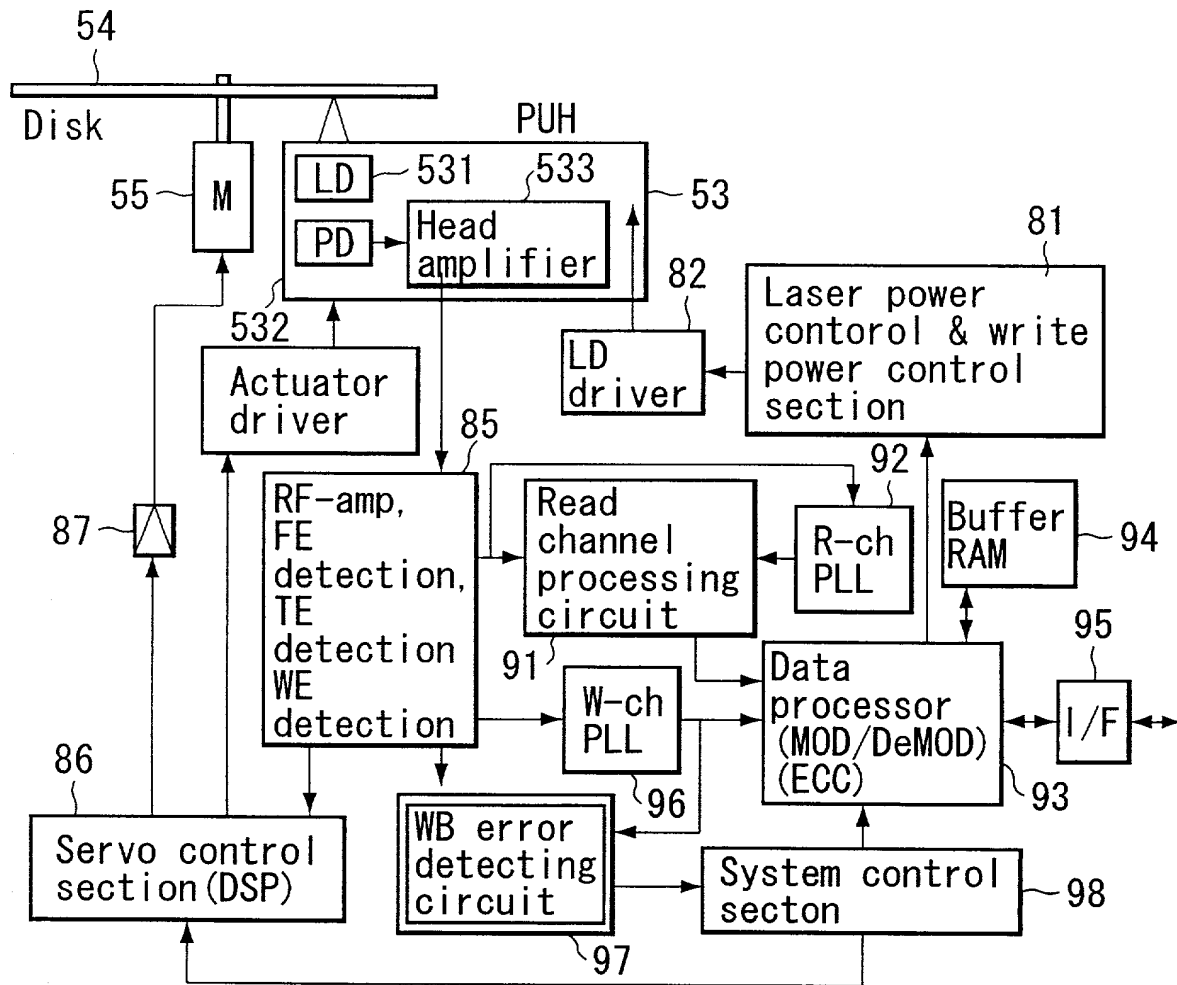 54
Disk
PUH
LD
531
533
53
55
M
PD
Head
amplifier
81
532
82
Laser power
contorol & write
power control
section
LD
driver
Actuator
driver
85
92
RF-amp,
FE
detection,
TE
detection
WE
detection
Read
channel
processing
circuit
R-ch
PLL
Buffer
RAM
94
87
91
95
W-ch
PLL
Data
processor
(MOD/DeMOD)
(ECC)
I/F
86
96
93
Servo control
section(DSP)
WB error
detecting
circuit
System control
secton
98
97